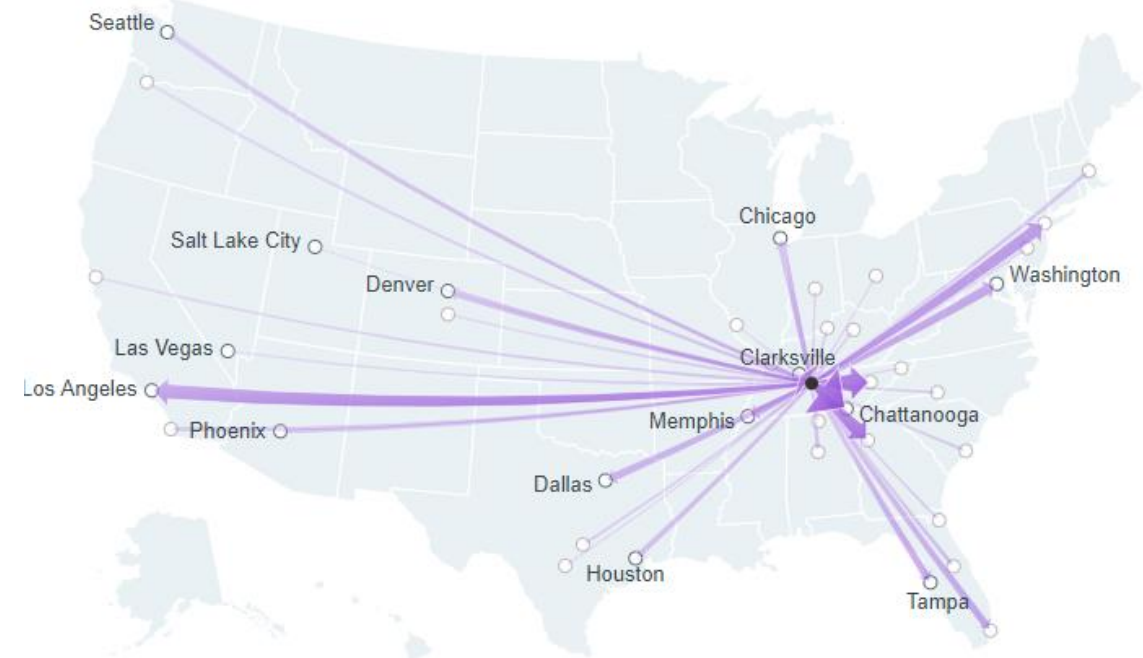 Seattle
Chicago
Salt Lake City
Washington
Denver
Las Vegas
Clarksville
Los Angeles
Memphis
Chattanooga
Phoenix
Dallas
Houston
Tampa